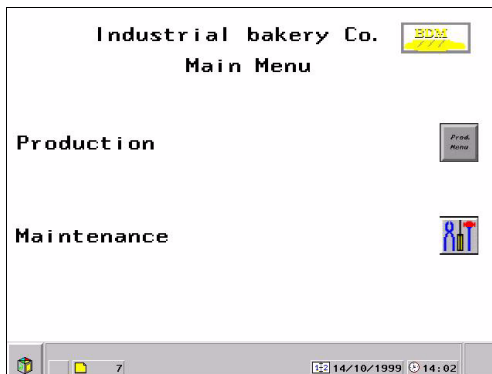 Industrial bakery Co.
BDM
Main Menu
Production
Prod. Menu
Maintenance
7
14/10/1999 14:02